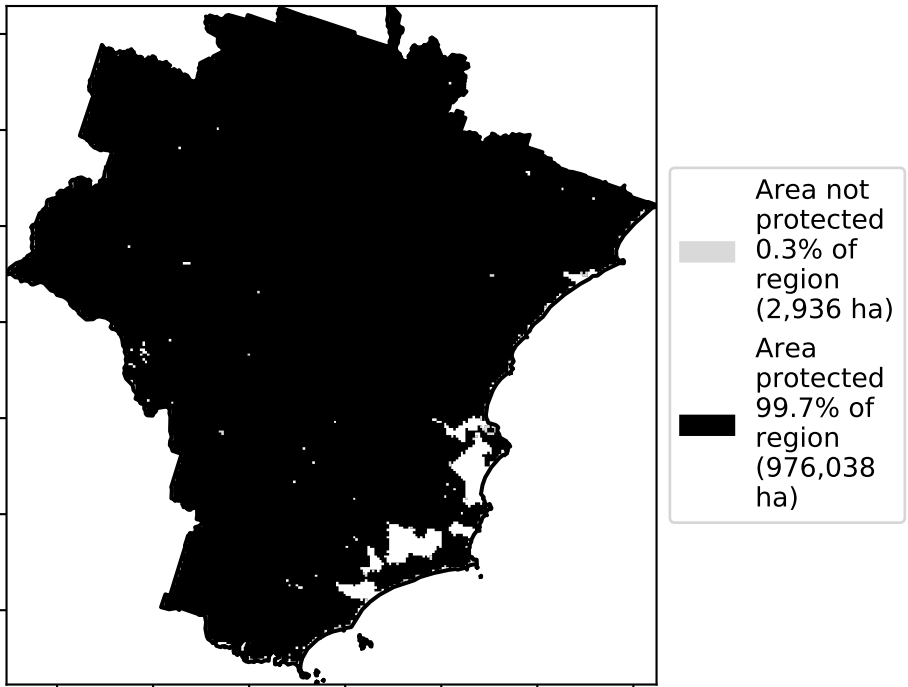 Area not
protected
0.3% of
region
(2,936 ha)
Area
protected
99.7% of
region
(976,038
ha)